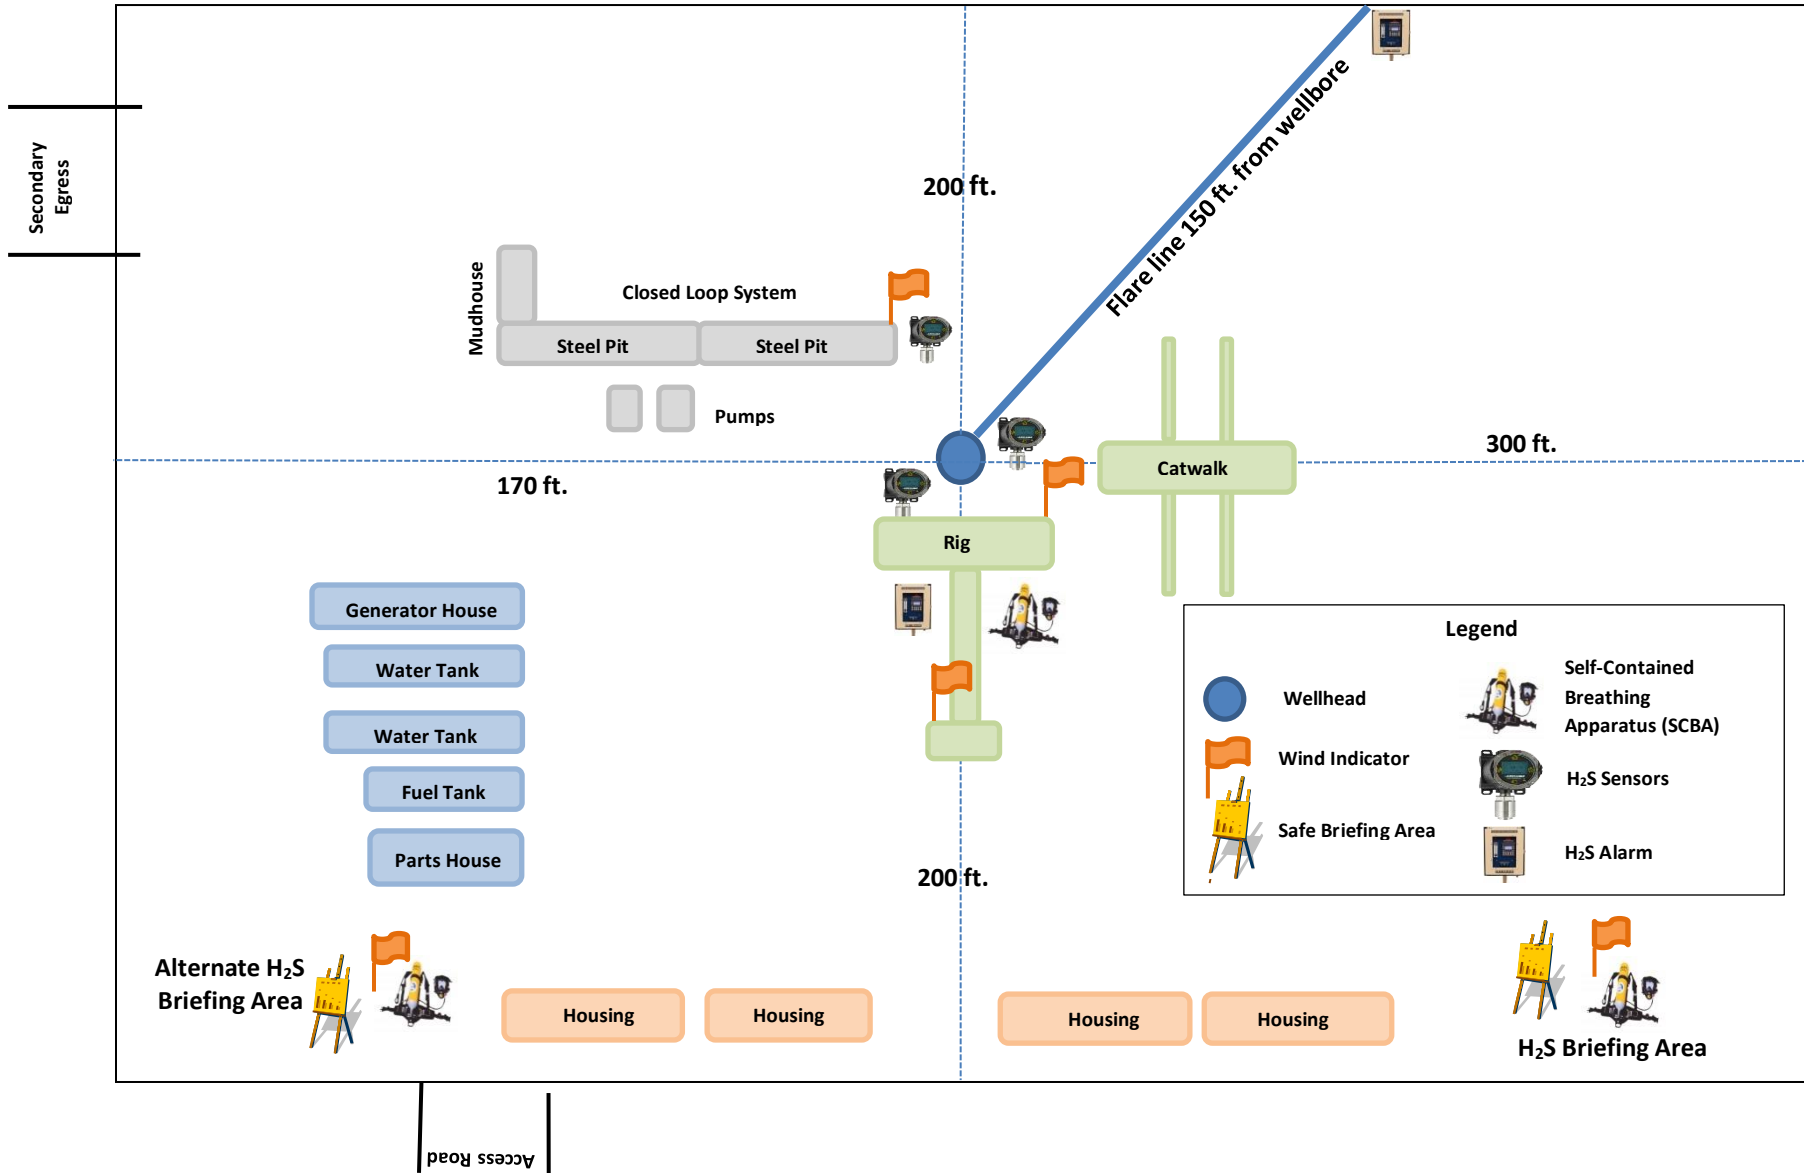 Secondary
Egress
200 ft.
Flare line 150 ft. from wellbore
Mudhouse
Closed Loop System
Steel Pit
Steel Pit
Pumps
170 ft.
300 ft.
Catwalk
Rig
Generator House
Water Tank
Water Tank
Fuel Tank
Parts House
200 ft.
Legend
Wellhead
Self-Contained
Breathing
Apparatus (SCBA)
Wind Indicator
H₂S Sensors
Safe Briefing Area
H₂S Alarm
Alternate H₂S
Briefing Area
Housing
Housing
Housing
Housing
H₂S Briefing Area
Access Road